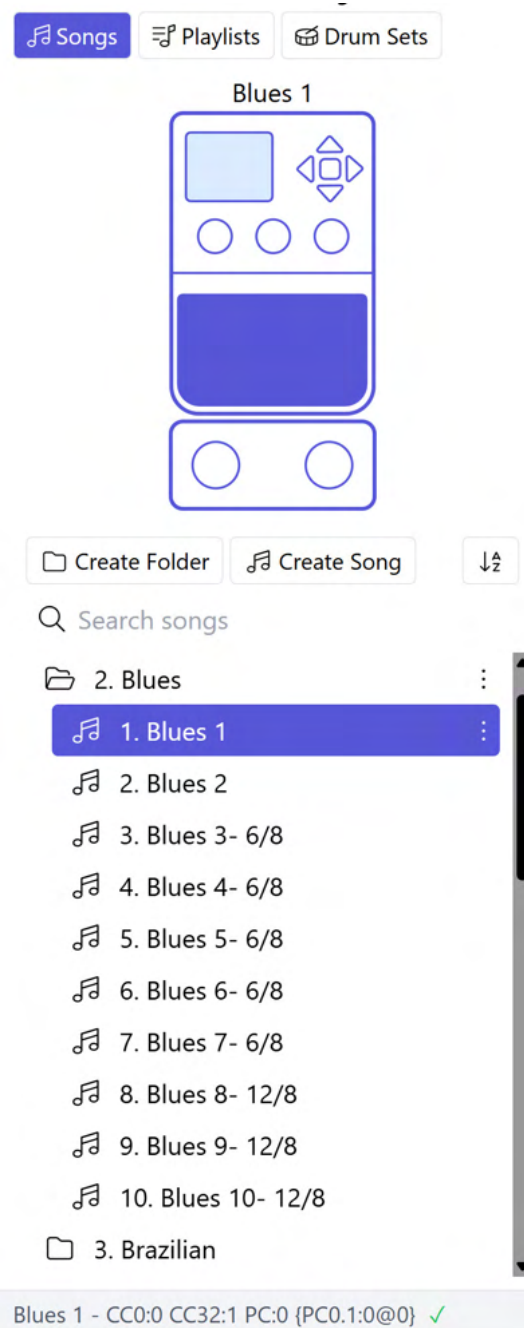 Songs Playlists Drum Sets
Blues 1
Create Folder Create Song
Search songs
2. Blues
1. Blues 1
2. Blues 2
3. Blues 3- 6/8
4. Blues 4- 6/8
5. Blues 5- 6/8
6. Blues 6- 6/8
7. Blues 7- 6/8
8. Blues 8- 12/8
9. Blues 9- 12/8
10. Blues 10- 12/8
3. Brazilian
Blues 1 - CC0:0 CC32:1 PC:0 {PC0.1:0@0} ✓